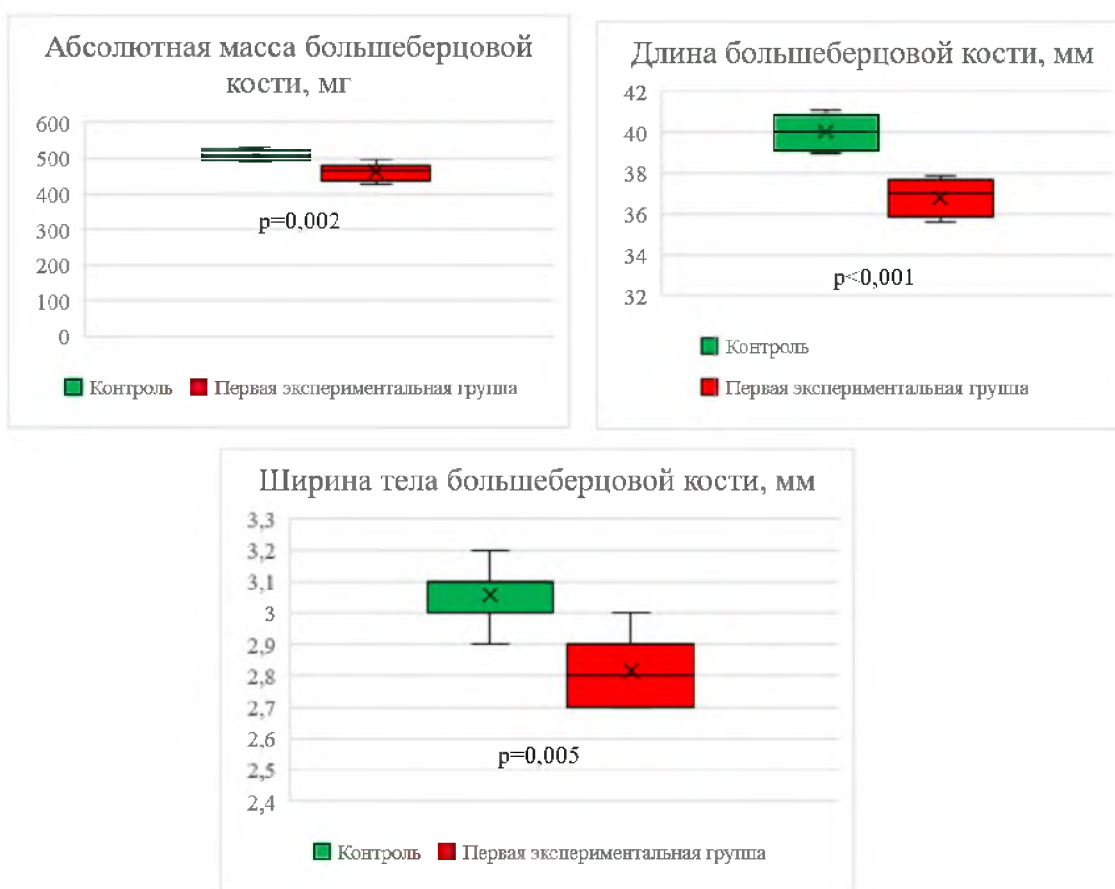 Абсолютная масса большеберцовой
кости, мг
600
500
400
300
200
100
0
p=0,002
Контроль Первая экспериментальная группа
Длина большеберцовой кости, мм
42
40
38
36
34
32
p<0,001
Контроль
Первая экспериментальная группа
Ширина тела большеберцовой кости, мм
3,3
3,2
3,1
3
2,9
2,8
2,7
2,6
2,5
2,4
p=0,005
Контроль Первая экспериментальная группа